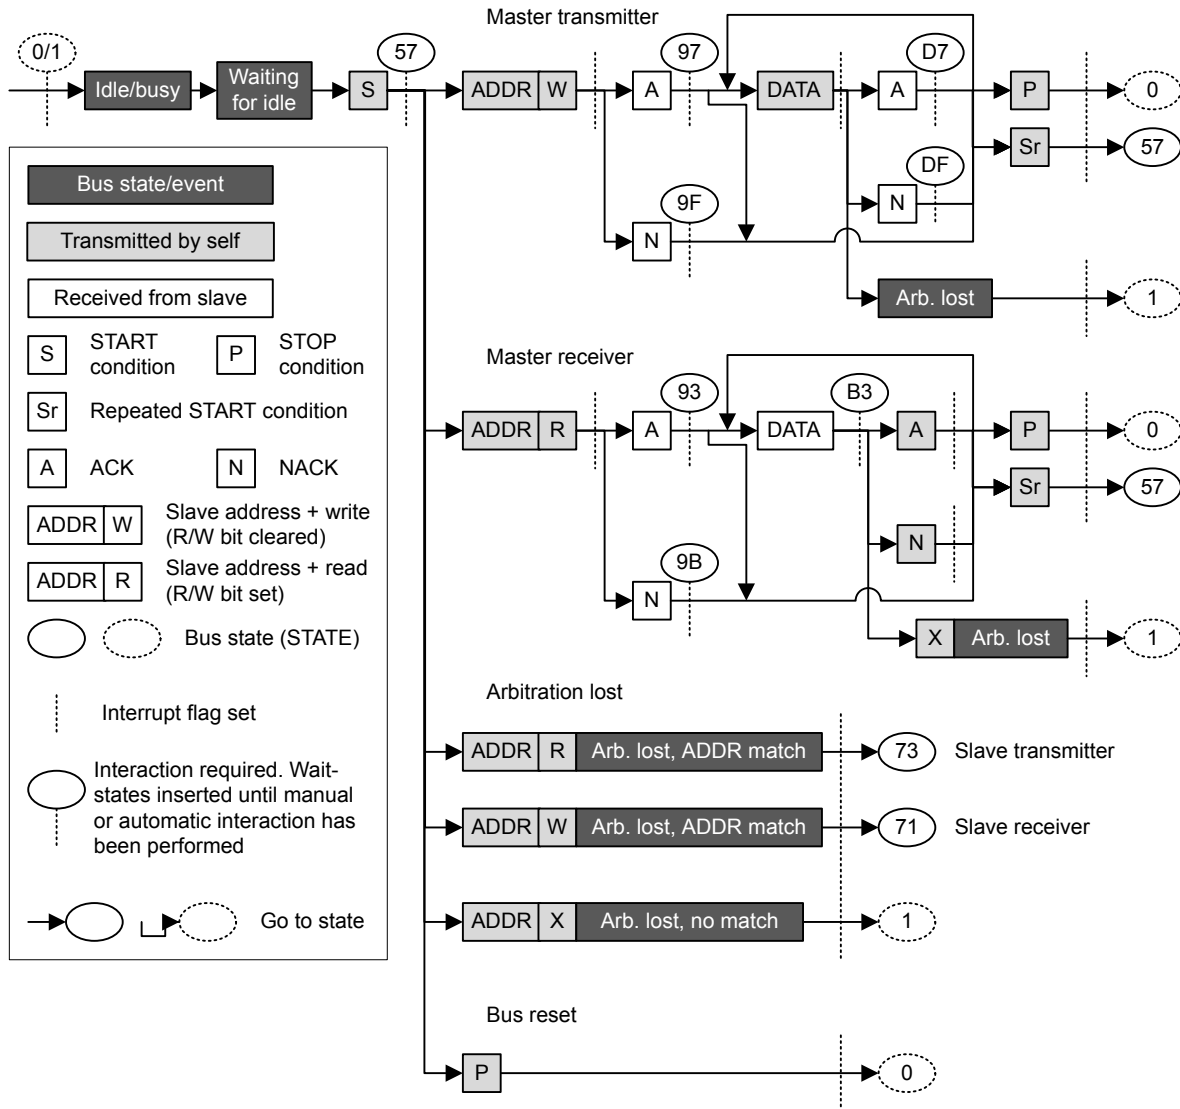 Master transmitter
0/1
57
97
D7
Idle/busy
Waiting
for idle
S
ADDR W
A
DATA
A
P
0
Sr
57
DF
N
9F
N
Arb. lost
1
Bus state/event
Transmitted by self
Received from slave
S START
condition
P STOP
condition
Sr Repeated START condition
A ACK
N NACK
ADDR W Slave address + write
(R/W bit cleared)
ADDR R Slave address + read
(R/W bit set)
Bus state (STATE)
Interrupt flag set
Interaction required. Wait-
states inserted until manual
or automatic interaction has
been performed
Go to state
Master receiver
93
B3
ADDR R
A
DATA
A
P
0
Sr
57
N
9B
N
X Arb. lost
1
Arbitration lost
ADDR R Arb. lost, ADDR match
73
Slave transmitter
ADDR W Arb. lost, ADDR match
71
Slave receiver
ADDR X Arb. lost, no match
1
Bus reset
P
0